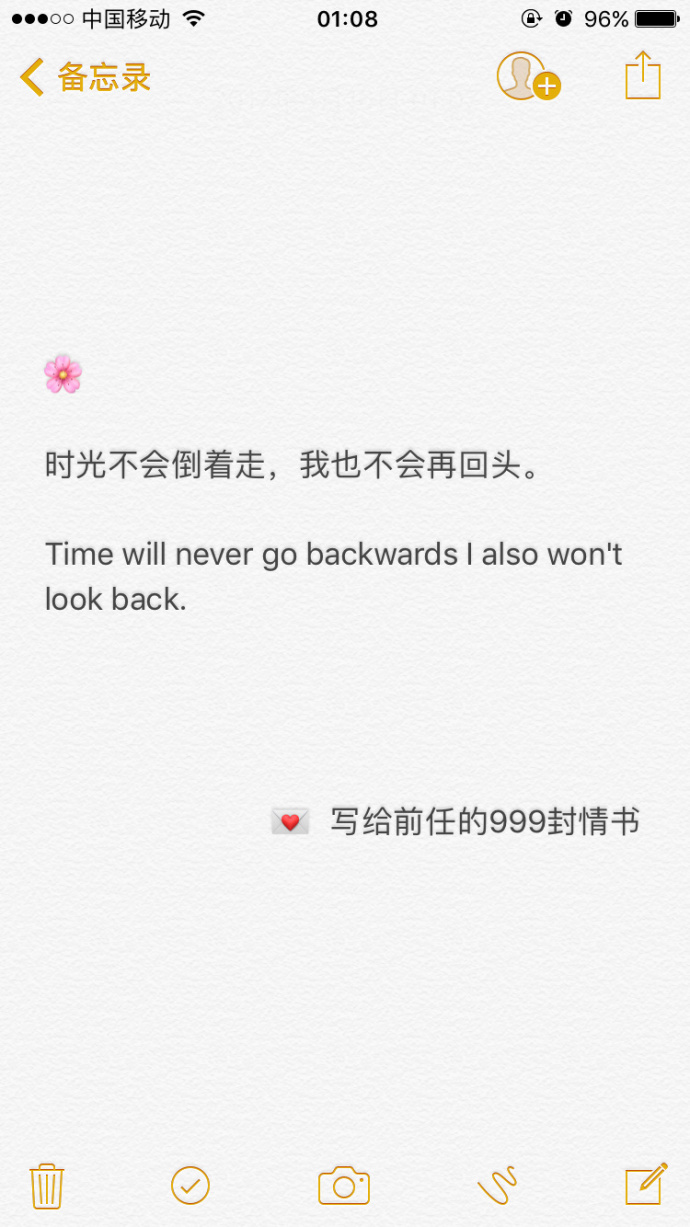 中国移动 01:08 96%
备忘录
🌸
时光不会倒着走，我也不会再回头。
Time will never go backwards I also won't
look back.
💌 写给前任的999封情书